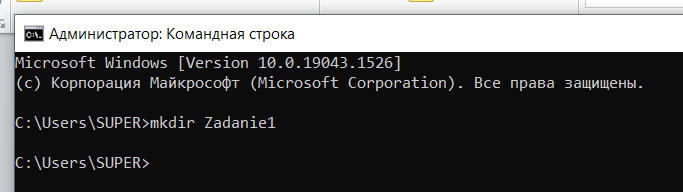 Администратор: Командная строка
Microsoft Windows [Version 10.0.19043.1526]
(c) Корпорация Майкрософт (Microsoft Corporation). Все права защищены.
C:\Users\SUPER>mkdir Zadanie1
C:\Users\SUPER>